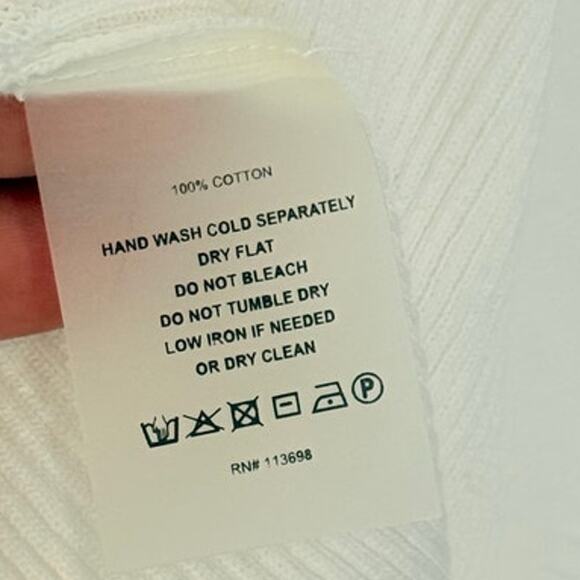 100% COTTON
HAND WASH COLD SEPARATELY
DRY FLAT
DO NOT BLEACH
DO NOT TUMBLE DRY
LOW IRON IF NEEDED
OR DRY CLEAN
P
RN# 113698